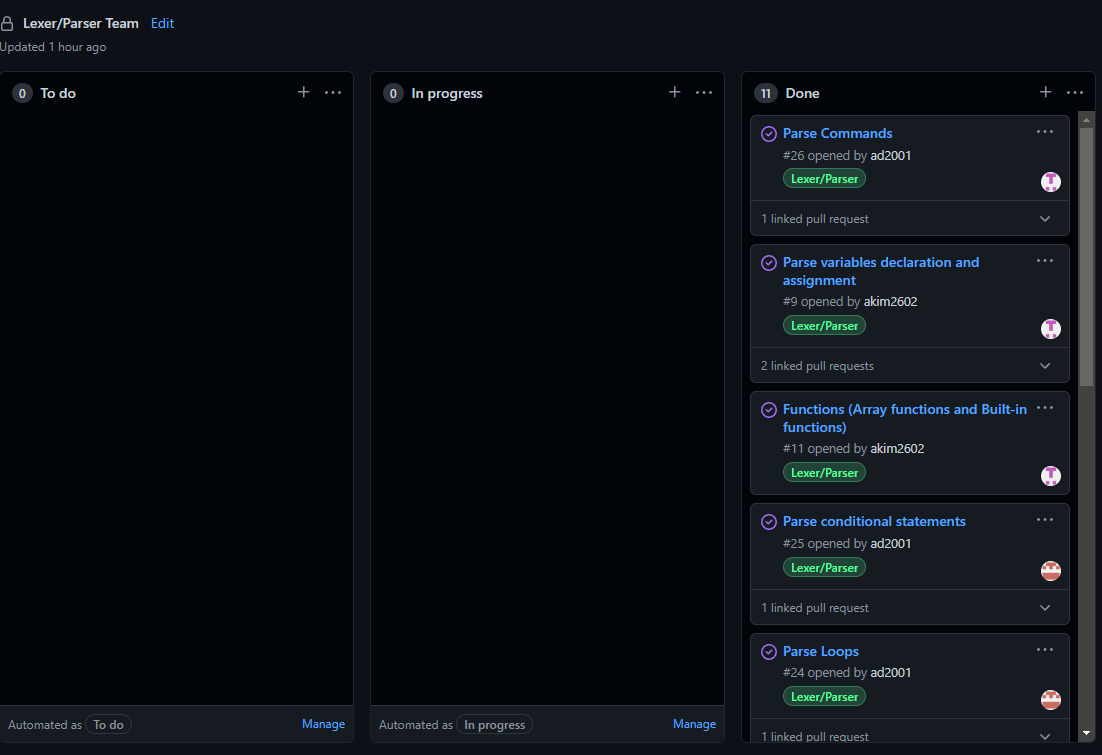 Lexer/Parser Team Edit
Updated 1 hour ago
0 To do
Automated as To do Manage
0 In progress
Automated as In progress Manage
11 Done
Parse Commands
#26 opened by ad2001
Lexer/Parser
1 linked pull request
Parse variables declaration and
assignment
#9 opened by akim2602
Lexer/Parser
2 linked pull requests
Functions (Array functions and Built-in
functions)
#11 opened by akim2602
Lexer/Parser
Parse conditional statements
#25 opened by ad2001
Lexer/Parser
1 linked pull request
Parse Loops
#24 opened by ad2001
Lexer/Parser
1 linked pull request